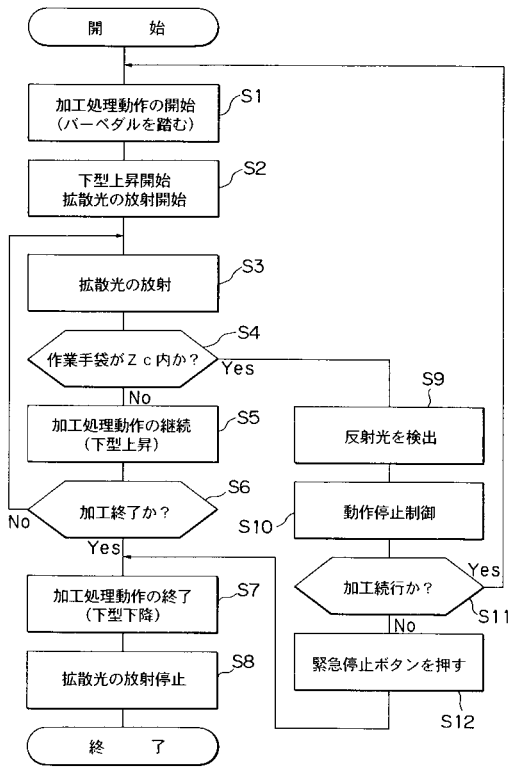 開 始
加工処理動作の開始
(バーペダルを踏む)
S1
下型上昇開始
拡散光の放射開始
S2
拡散光の放射
S3
作業手袋がZc内か?
S4
Yes
No
加工処理動作の継続
(下型上昇)
S5
加工終了か?
S6
No
Yes
加工処理動作の終了
(下型下降)
S7
拡散光の放射停止
S8
終 了
反射光を検出
S9
動作停止制御
S10
加工続行か?
Yes
S11
No
緊急停止ボタンを押す
S12